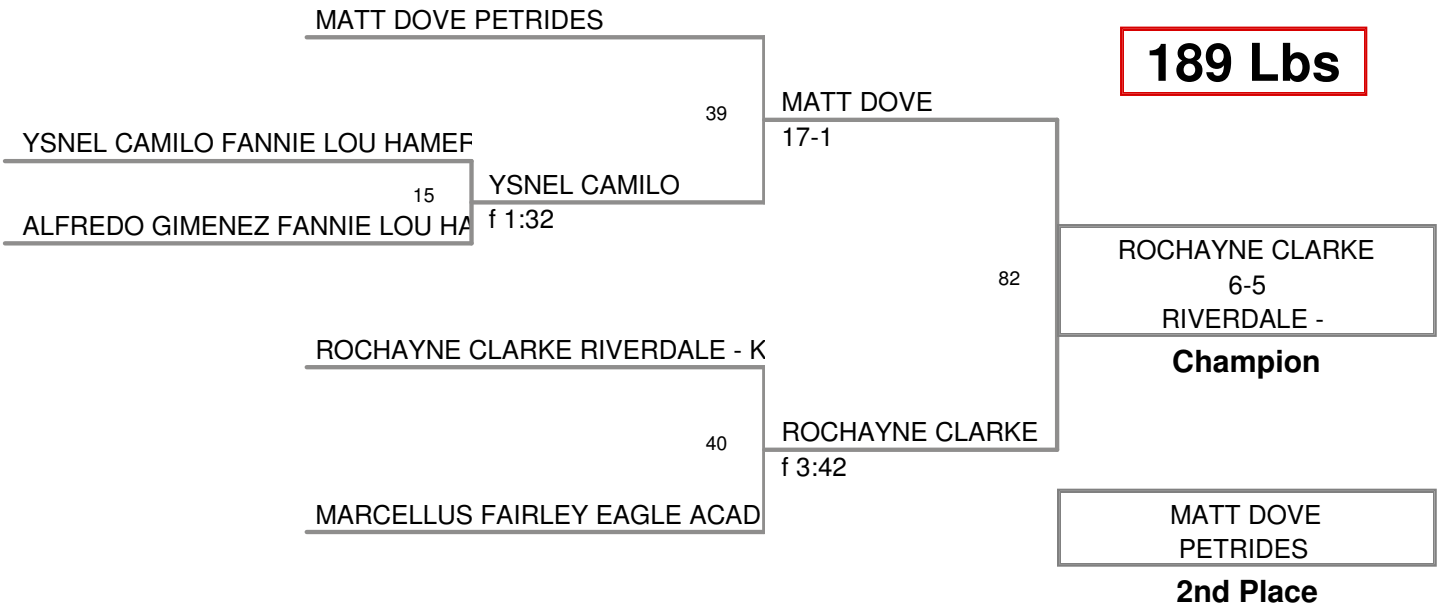 MATT DOVE PETRIDES
189 Lbs
39
MATT DOVE
17-1
YSNEL CAMILO FANNIE LOU HAMER
15
YSNEL CAMILO
f 1:32
ALFREDO GIMENEZ FANNIE LOU HA
82
ROCHAYNE CLARKE
6-5
RIVERDALE -
Champion
ROCHAYNE CLARKE RIVERDALE - K
40
ROCHAYNE CLARKE
f 3:42
MARCELLUS FAIRLEY EAGLE ACAD
MATT DOVE
PETRIDES
2nd Place